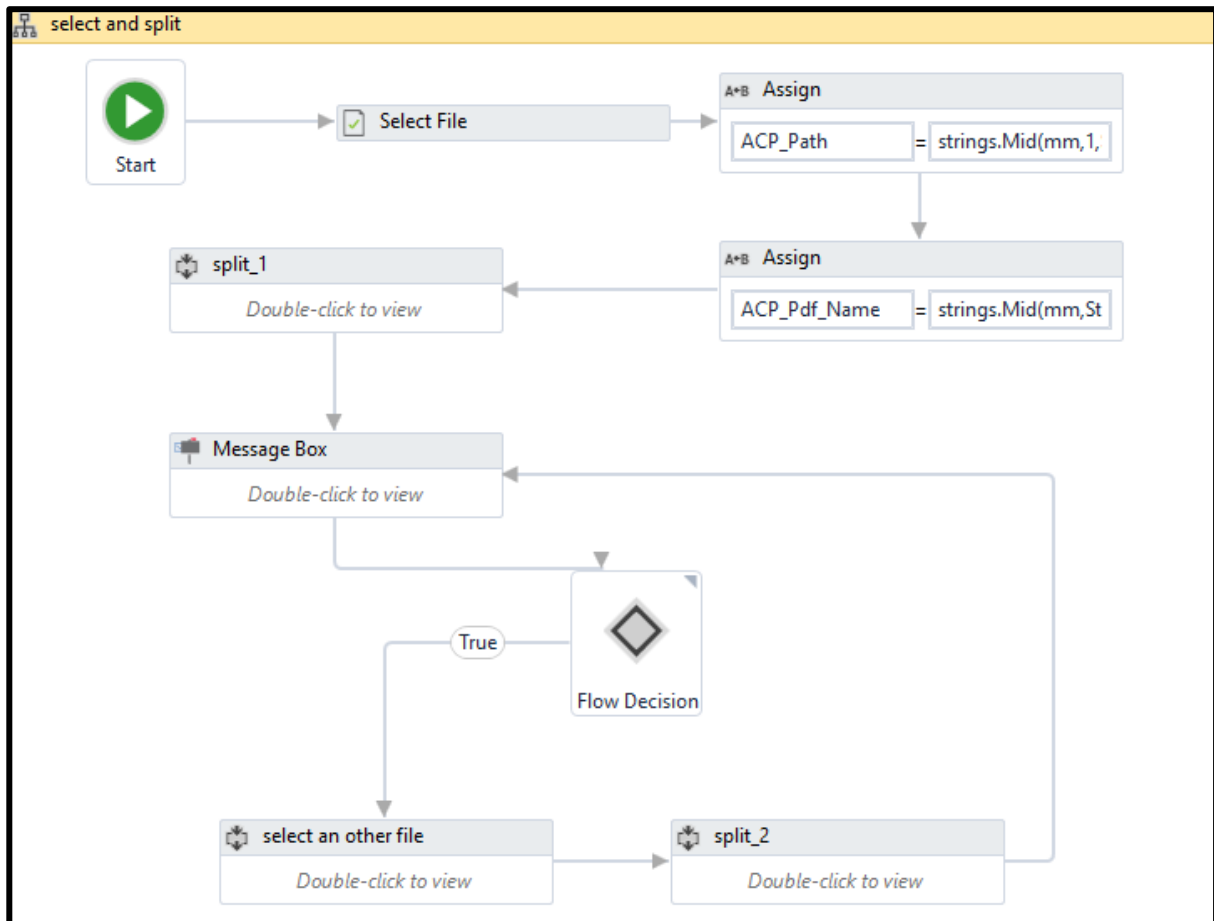 select and split
Start
Select File
A+B Assign
ACP_Path = strings.Mid(mm,1,
A+B Assign
ACP_Pdf_Name = strings.Mid(mm,St
split_1
Double-click to view
Message Box
Double-click to view
True
Flow Decision
select an other file
Double-click to view
split_2
Double-click to view